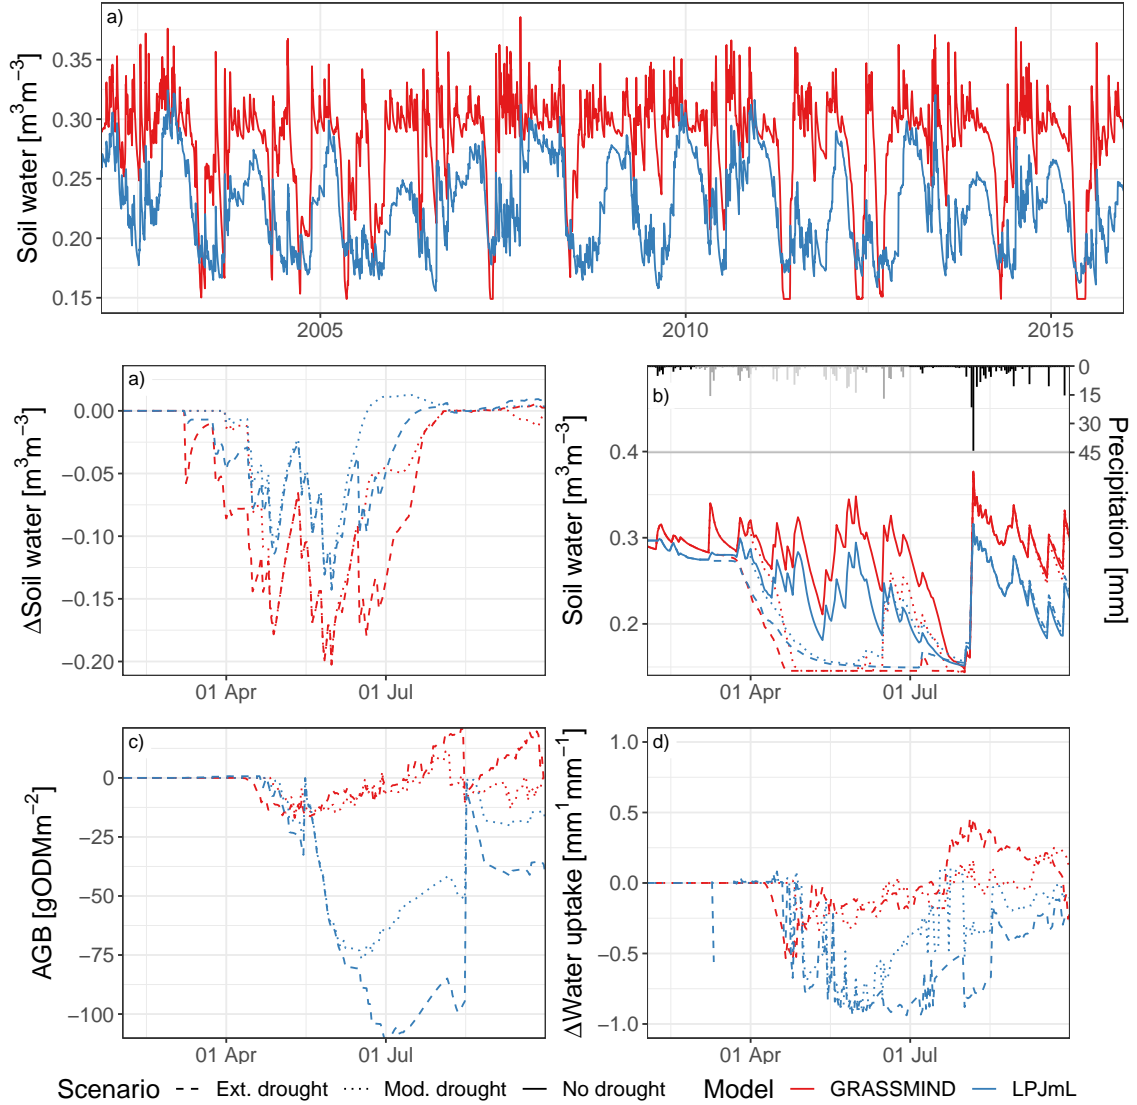 a)
Soil water [m³m⁻³]
0.35
0.30
0.25
0.20
0.15
2005
2010
2015
a)
ΔSoil water [m³m⁻³]
0.00
−0.05
−0.10
−0.15
−0.20
01 Apr
01 Jul
b)
Soil water [m³m⁻³]
0.4
0.3
0.2
0
15
30
45
Precipitation [mm]
01 Apr
01 Jul
c)
AGB [gODMm⁻²]
0
−25
−50
−75
−100
01 Apr
01 Jul
d)
ΔWater uptake [mm¹mm⁻¹]
1.0
0.5
0.0
−0.5
−1.0
01 Apr
01 Jul
Scenario Ext. drought Mod. drought No drought Model GRASSMIND LPJmL